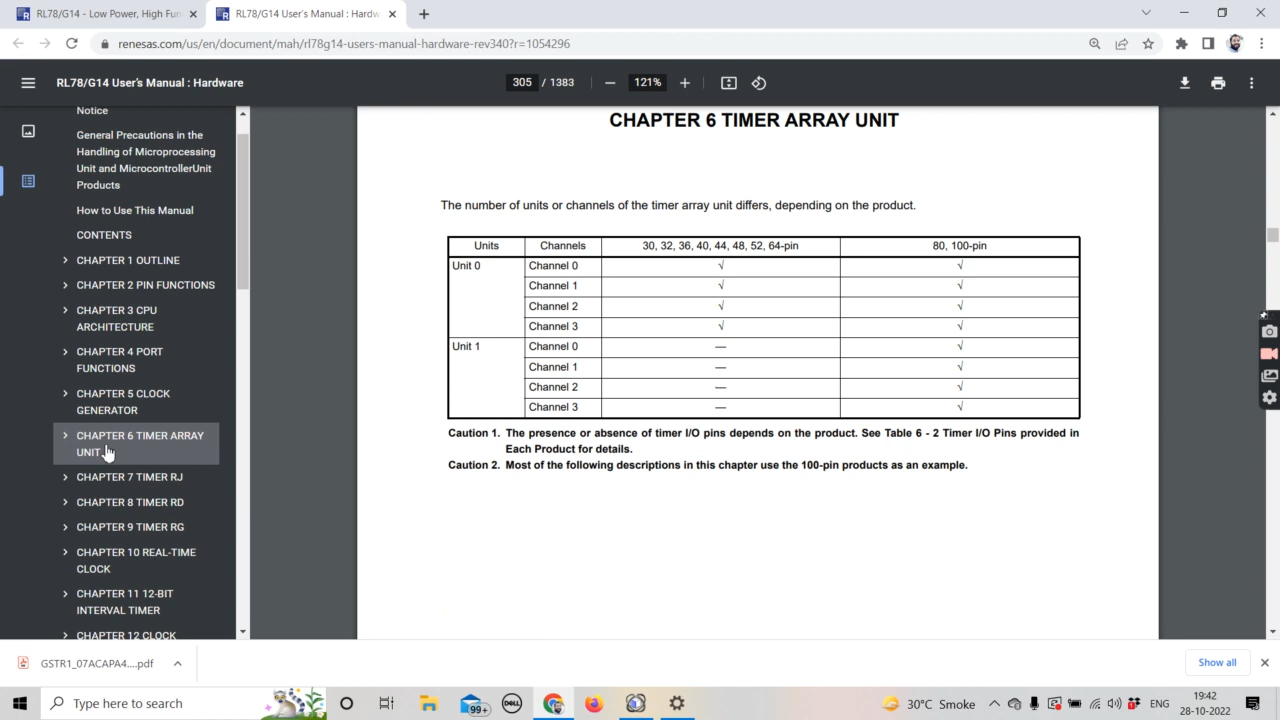 RL78/G14 - Low Power, High Fun
RL78/G14 User's Manual : Hardw
renesas.com/us/en/document/mah/rl78g14-users-manual-hardware-rev340?r=1054296
RL78/G14 User's Manual : Hardware
305 / 1383
121%
Notice
General Precautions in the
Handling of Microprocessing
Unit and MicrocontrollerUnit
Products
How to Use This Manual
CONTENTS
CHAPTER 1 OUTLINE
CHAPTER 2 PIN FUNCTIONS
CHAPTER 3 CPU
ARCHITECTURE
CHAPTER 4 PORT
FUNCTIONS
CHAPTER 5 CLOCK
GENERATOR
CHAPTER 6 TIMER ARRAY
UNIT
CHAPTER 7 TIMER RJ
CHAPTER 8 TIMER RD
CHAPTER 9 TIMER RG
CHAPTER 10 REAL-TIME
CLOCK
CHAPTER 11 12-BIT
INTERVAL TIMER
CHAPTER 12 CLOCK
CHAPTER 6 TIMER ARRAY UNIT
The number of units or channels of the timer array unit differs, depending on the product.
Units Channels 30, 32, 36, 40, 44, 48, 52, 64-pin 80, 100-pin
Unit 0 Channel 0 √ √
Channel 1 √ √
Channel 2 √ √
Channel 3 √ √
Unit 1 Channel 0 — √
Channel 1 — √
Channel 2 — √
Channel 3 — √
Caution 1. The presence or absence of timer I/O pins depends on the product. See Table 6 - 2 Timer I/O Pins provided in
Each Product for details.
Caution 2. Most of the following descriptions in this chapter use the 100-pin products as an example.
GSTR1_07ACAPA4....pdf
Show all
Type here to search
99+
DELL
30°C Smoke
ENG
19:42
28-10-2022